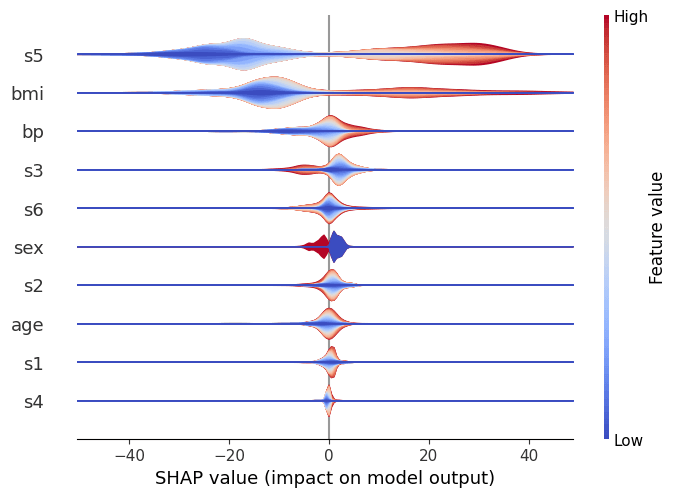 High
s5
bmi
bp
s3
s6
sex
s2
age
s1
s4
Feature value
Low
−40 −20 0 20 40
SHAP value (impact on model output)